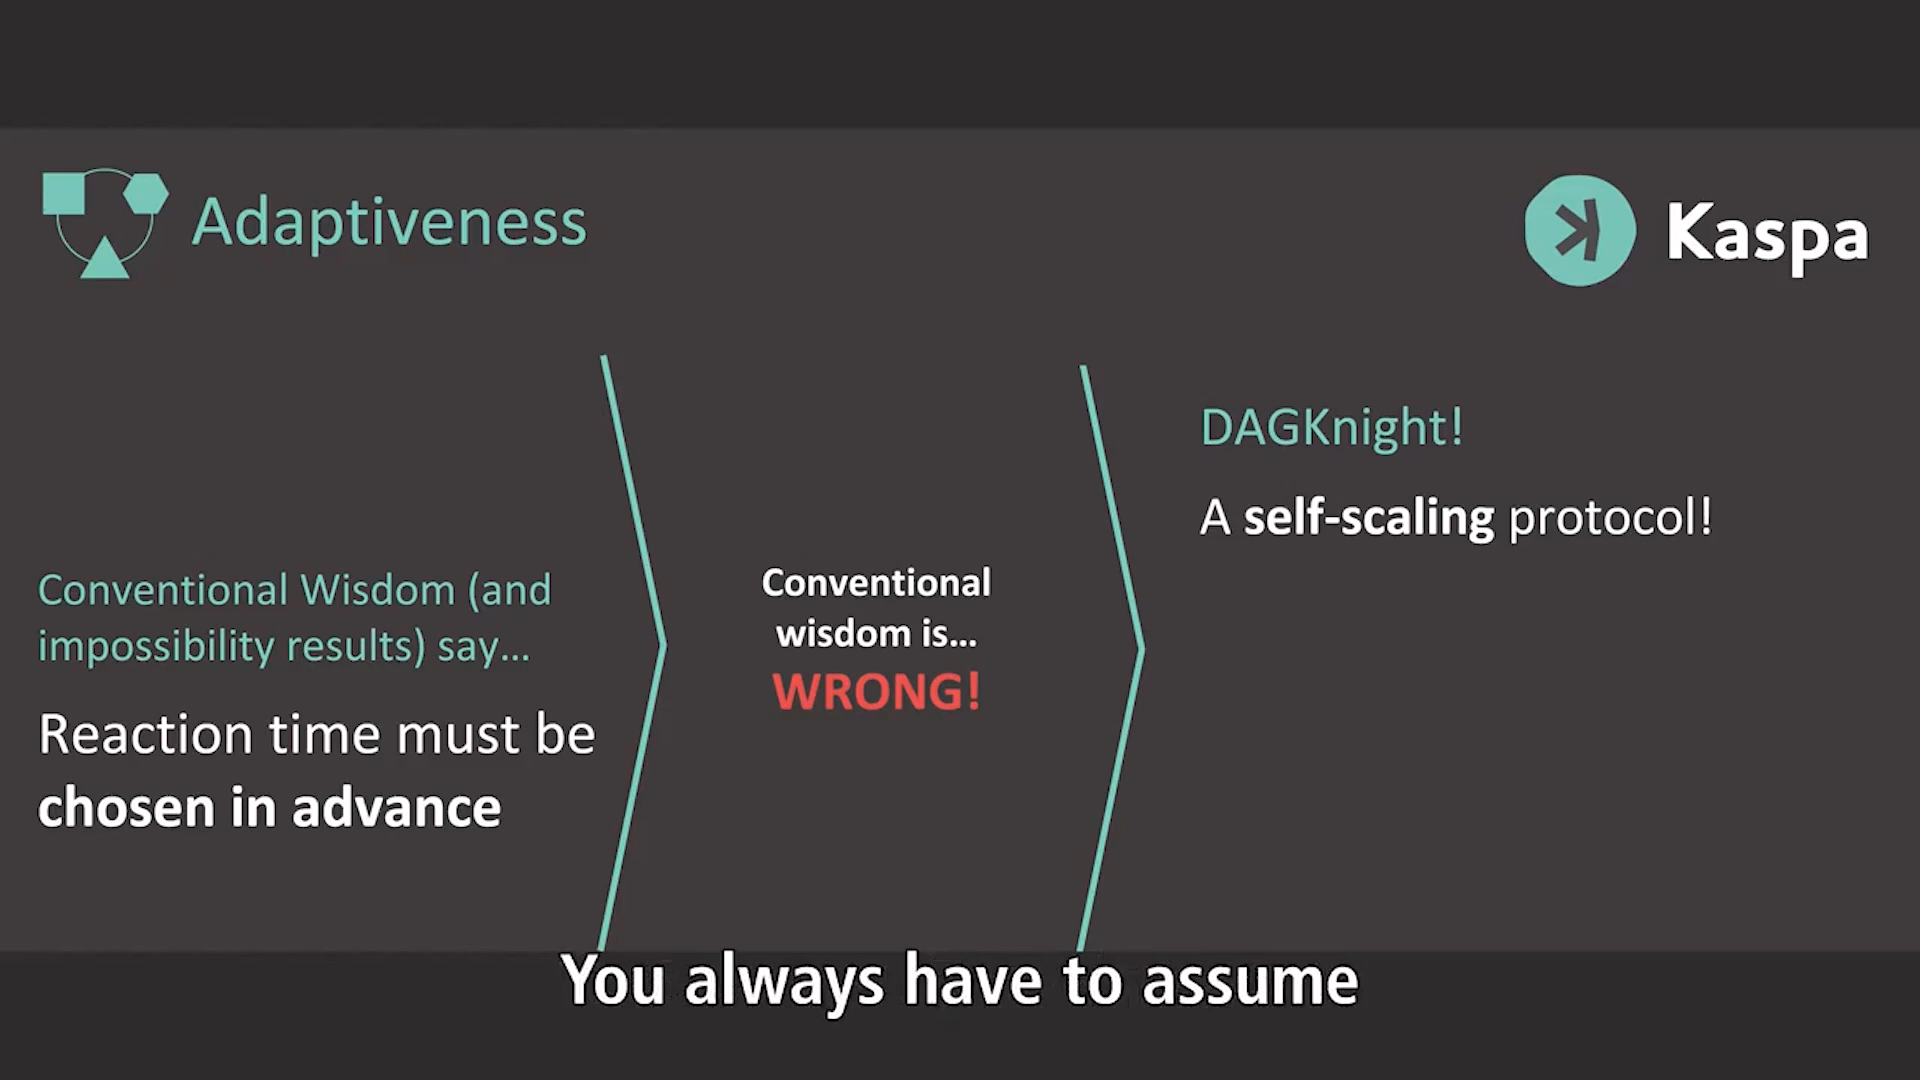 Adaptiveness
Kaspa
Conventional Wisdom (and
impossibility results) say...
Reaction time must be
chosen in advance
Conventional
wisdom is...
WRONG!
DAGKnight!
A self-scaling protocol!
You always have to assume